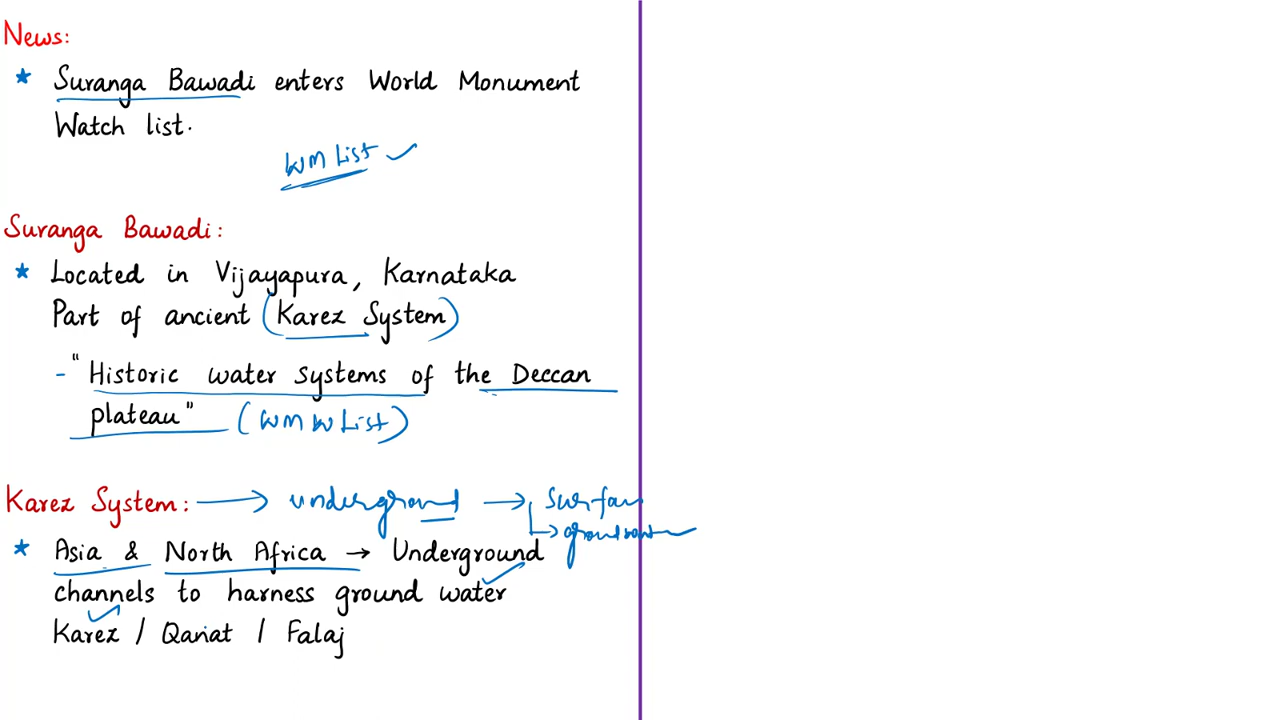 News:
★ Suranga Bawadi enters World Monument
Watch list.
WM List ✓
Suranga Bawadi:
★ Located in Vijayapura, Karnataka
Part of ancient (Karez System)
- "Historic water systems of the Deccan
plateau" (WMW List)
Karez System: → underground →
★ Asia & North Africa → Underground
channels to harness ground water
Karez / Qanat / Falaj